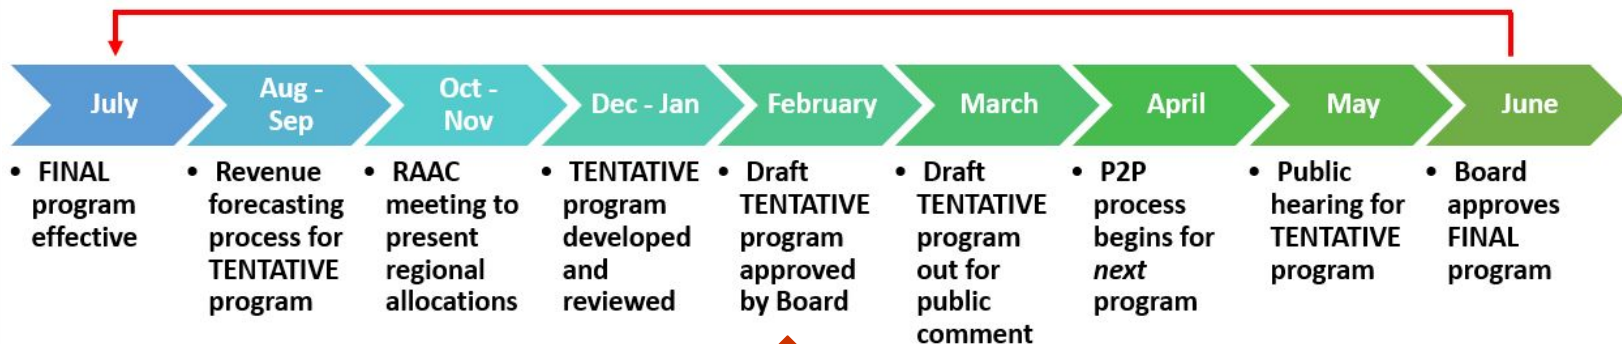 July
Aug -
Sep
Oct -
Nov
Dec - Jan
February
March
April
May
June
• FINAL
program
effective
• Revenue
forecasting
process for
TENTATIVE
program
• RAAC
meeting to
present
regional
allocations
• TENTATIVE
program
developed
and
reviewed
• Draft
TENTATIVE
program
approved
by Board
• Draft
TENTATIVE
program
out for
public
comment
• P2P
process
begins for
next
program
• Public
hearing for
TENTATIVE
program
• Board
approves
FINAL
program